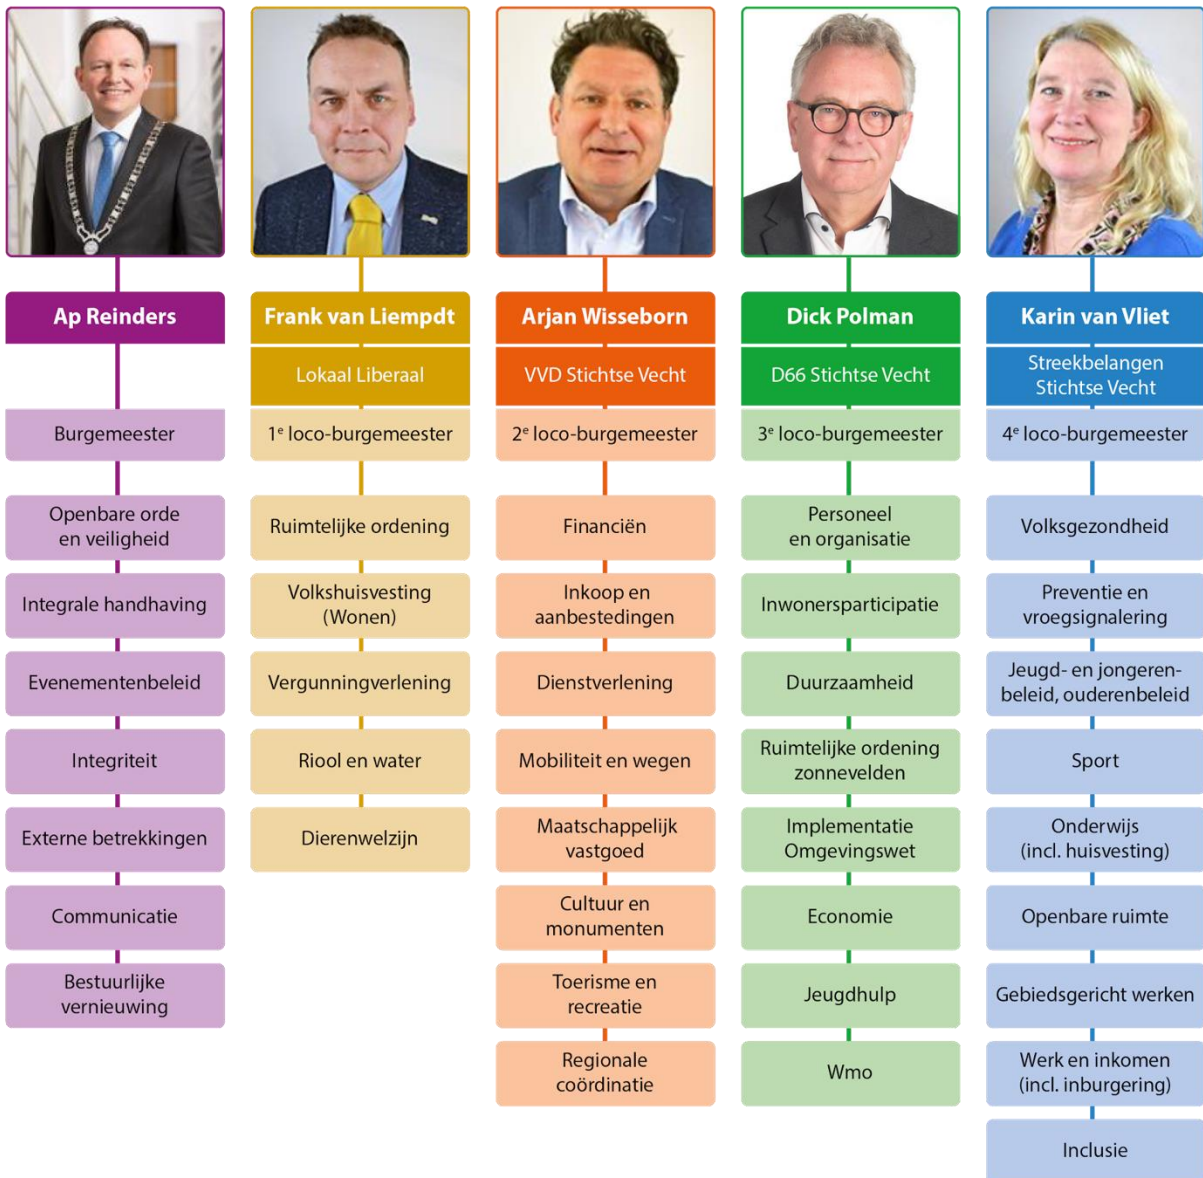 Ap Reinders
Burgemeester
Openbare orde
en veiligheid
Integrale handhaving
Evenementenbeleid
Integriteit
Externe betrekkingen
Communicatie
Bestuurlijke
vernieuwing
Frank van Liempdt
Lokaal Liberaal
1e loco-burgemeester
Ruimtelijke ordening
Volkshuisvesting
(Wonen)
Vergunningverlening
Riool en water
Dierenwelzijn
Arjan Wisseborn
VVD Stichtse Vecht
2e loco-burgemeester
Financiën
Inkoop en
aanbestedingen
Dienstverlening
Mobiliteit en wegen
Maatschappelijk
vastgoed
Cultuur en
monumenten
Toerisme en
recreatie
Regionale
coördinatie
Dick Polman
D66 Stichtse Vecht
3e loco-burgemeester
Personeel
en organisatie
Inwonersparticipatie
Duurzaamheid
Ruimtelijke ordening
zonnevelden
Implementatie
Omgevingswet
Economie
Jeugdhulp
Wmo
Karin van Vliet
Streekbelangen
Stichtse Vecht
4e loco-burgemeester
Volksgezondheid
Preventie en
vroegsignalering
Jeugd- en jongeren-
beleid, ouderenbeleid
Sport
Onderwijs
(incl. huisvesting)
Openbare ruimte
Gebiedsgericht werken
Werk en inkomen
(incl. inburgering)
Inclusie